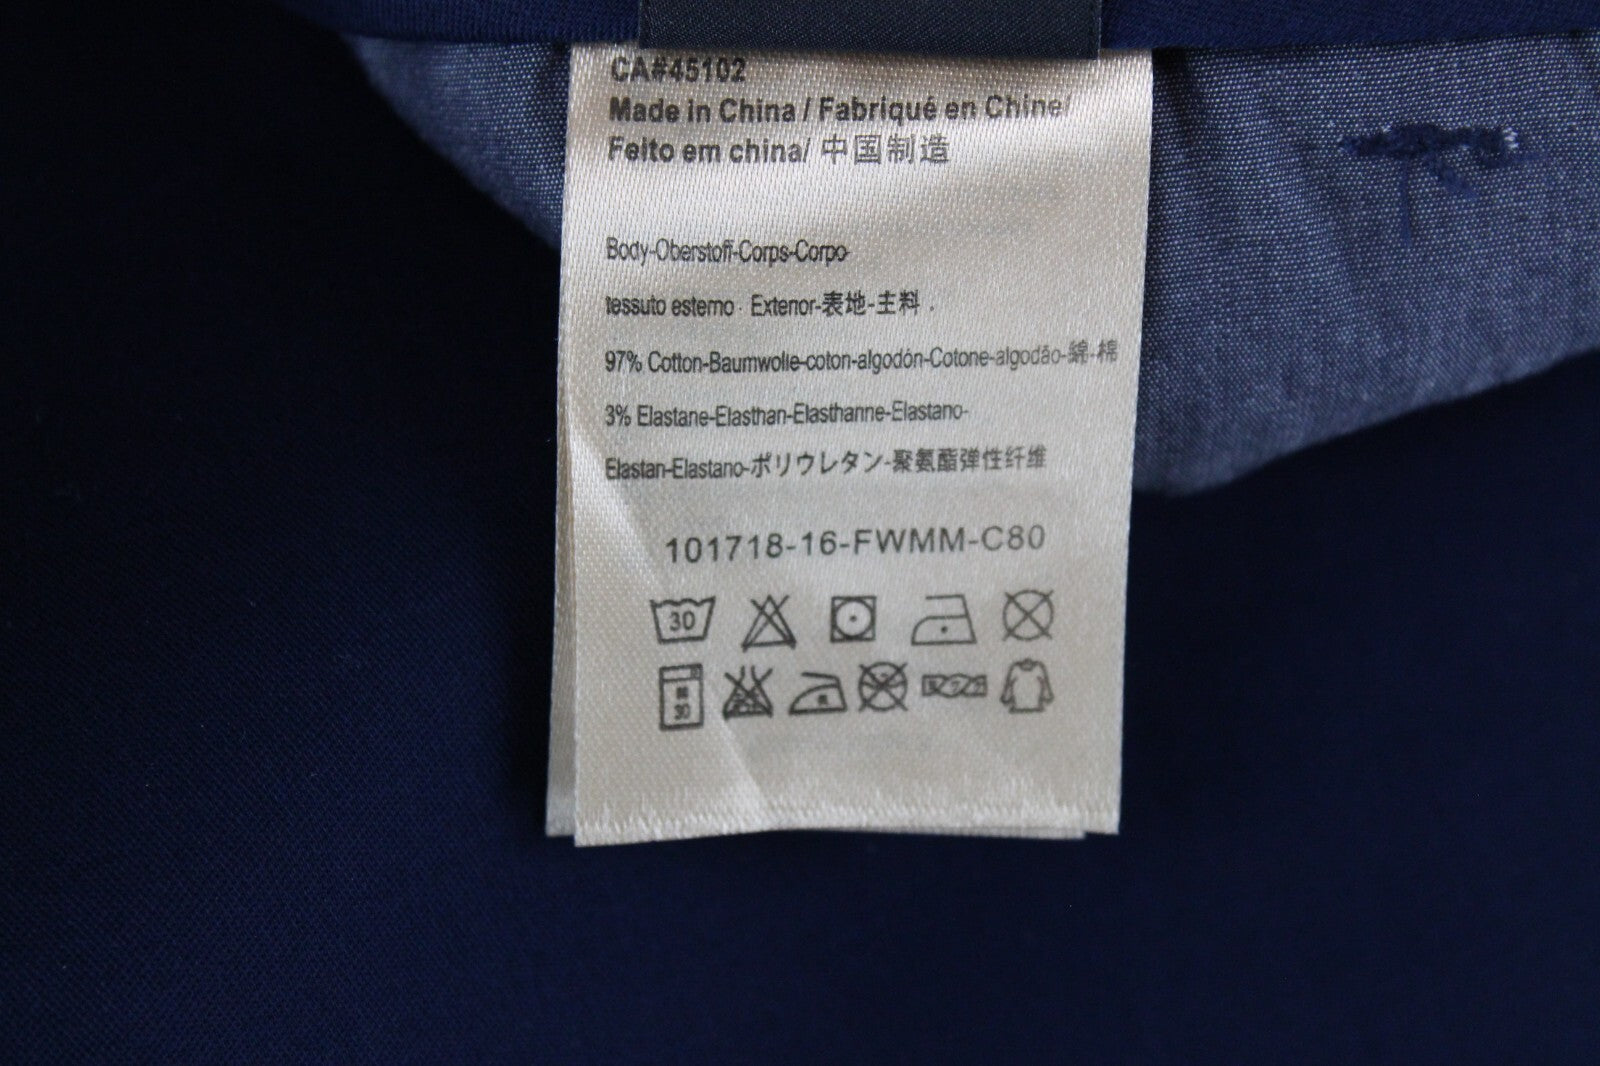 CA#45102
Made in China / Fabriqué en Chine/
Feito em china/ 中国制造
Body-Oberstoff-Corps-Corpo-
tessuto esterno · Exterior-表地-主料 .
97% Cotton-Baumwolle-coton-algodón-Cotone-algodão-綿-棉
3% Elastane-Elasthan-Elasthanne-Elastano-
Elastan-Elastano-ポリウレタン-聚氨酯弹性纤维
101718-16-FWMM-C80
30
30